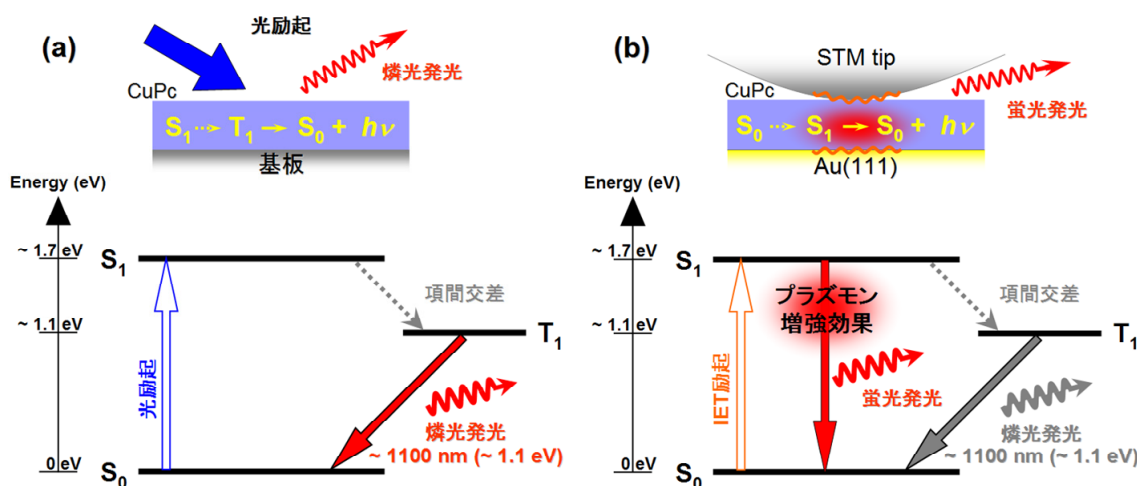 (a)
光励起
燐光発光
CuPc
S1 ⇢ T1 → S0 + hν
基板
Energy (eV)
~ 1.7 eV
~ 1.1 eV
0 eV
S1
項間交差
T1
光励起
燐光発光
~ 1100 nm (~ 1.1 eV)
S0
(b)
STM tip
CuPc
蛍光発光
S0 ⇢ S1 → S0 + hν
Au(111)
Energy (eV)
~ 1.7 eV
~ 1.1 eV
0 eV
S1
プラズモン
増強効果
項間交差
T1
IET励起
蛍光発光
燐光発光
~ 1100 nm (~ 1.1 eV)
S0